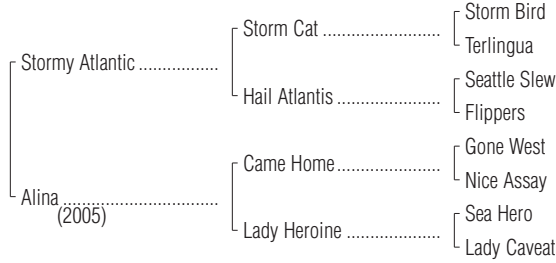 Storm Bird
Storm Cat ........................
Terlingua
Stormy Atlantic ................
Seattle Slew
Hail Atlantis .....................
Flippers
Gone West
Came Home .....................
Nice Assay
Alina ................................
(2005)
Sea Hero
Lady Heroine ...................
Lady Caveat